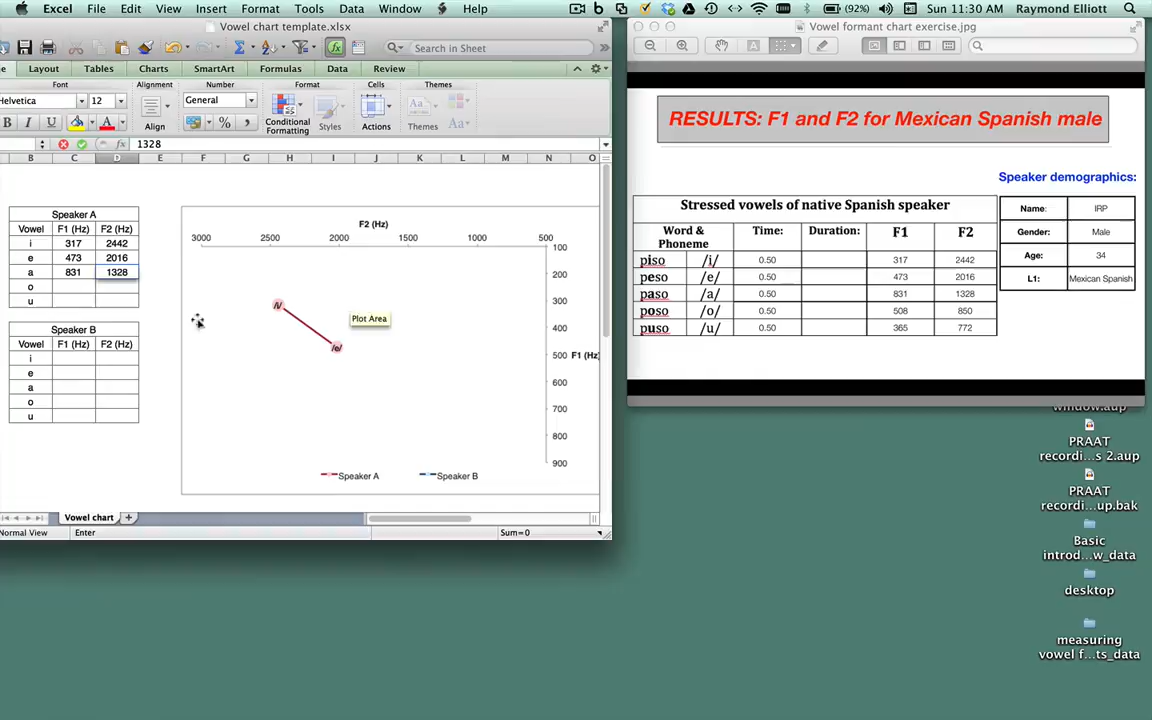 Excel File Edit View Insert Format Tools Data Window Help (92%) Sun 11:30 AM Raymond Elliott
Vowel chart template.xlsx
Search in Sheet
Layout Tables Charts SmartArt Formulas Data Review
Font Alignment Number Format Cells Themes
Helvetica 12 General Aa
B I U A % Align Conditional Formatting Styles Actions Themes Aa
fx 1328
B C D E F G H I J K L M N O
Speaker A
Vowel F1 (Hz) F2 (Hz)
i 317 2442
e 473 2016
a 831 1328
o
u
Speaker B
Vowel F1 (Hz) F2 (Hz)
i
e
a
o
u
F2 (Hz)
3000 2500 2000 1500 1000 500
100
200
300
400
500 F1 (Hz)
600
700
800
900
/i/
/e/
Plot Area
Speaker A Speaker B
Vowel chart
Normal View Enter Sum=0
Vowel formant chart exercise.jpg
RESULTS: F1 and F2 for Mexican Spanish male
Speaker demographics:
Stressed vowels of native Spanish speaker
Word & Phoneme Time: Duration: F1 F2
piso /i/ 0.50 317 2442
peso /e/ 0.50 473 2016
paso /a/ 0.50 831 1328
poso /o/ 0.50 508 850
puso /u/ 0.50 365 772
Name: IRP
Gender: Male
Age: 34
L1: Mexican Spanish
window.aup
PRAAT
recordi...s 2.aup
PRAAT
recordi...up.bak
Basic
introd...w_data
desktop
measuring
vowel f...ts_data